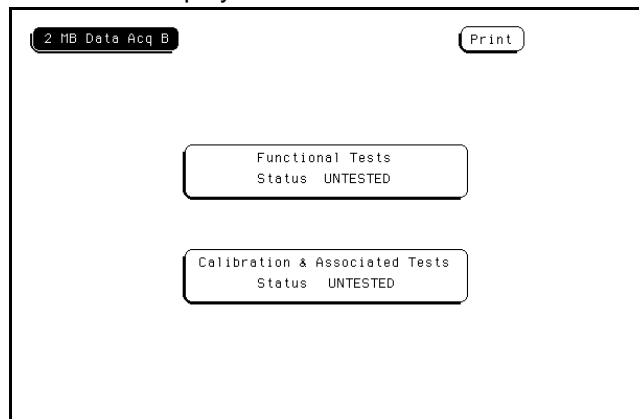 2 MB Data Acq B
Print
Functional Tests
Status UNTESTED
Calibration & Associated Tests
Status UNTESTED